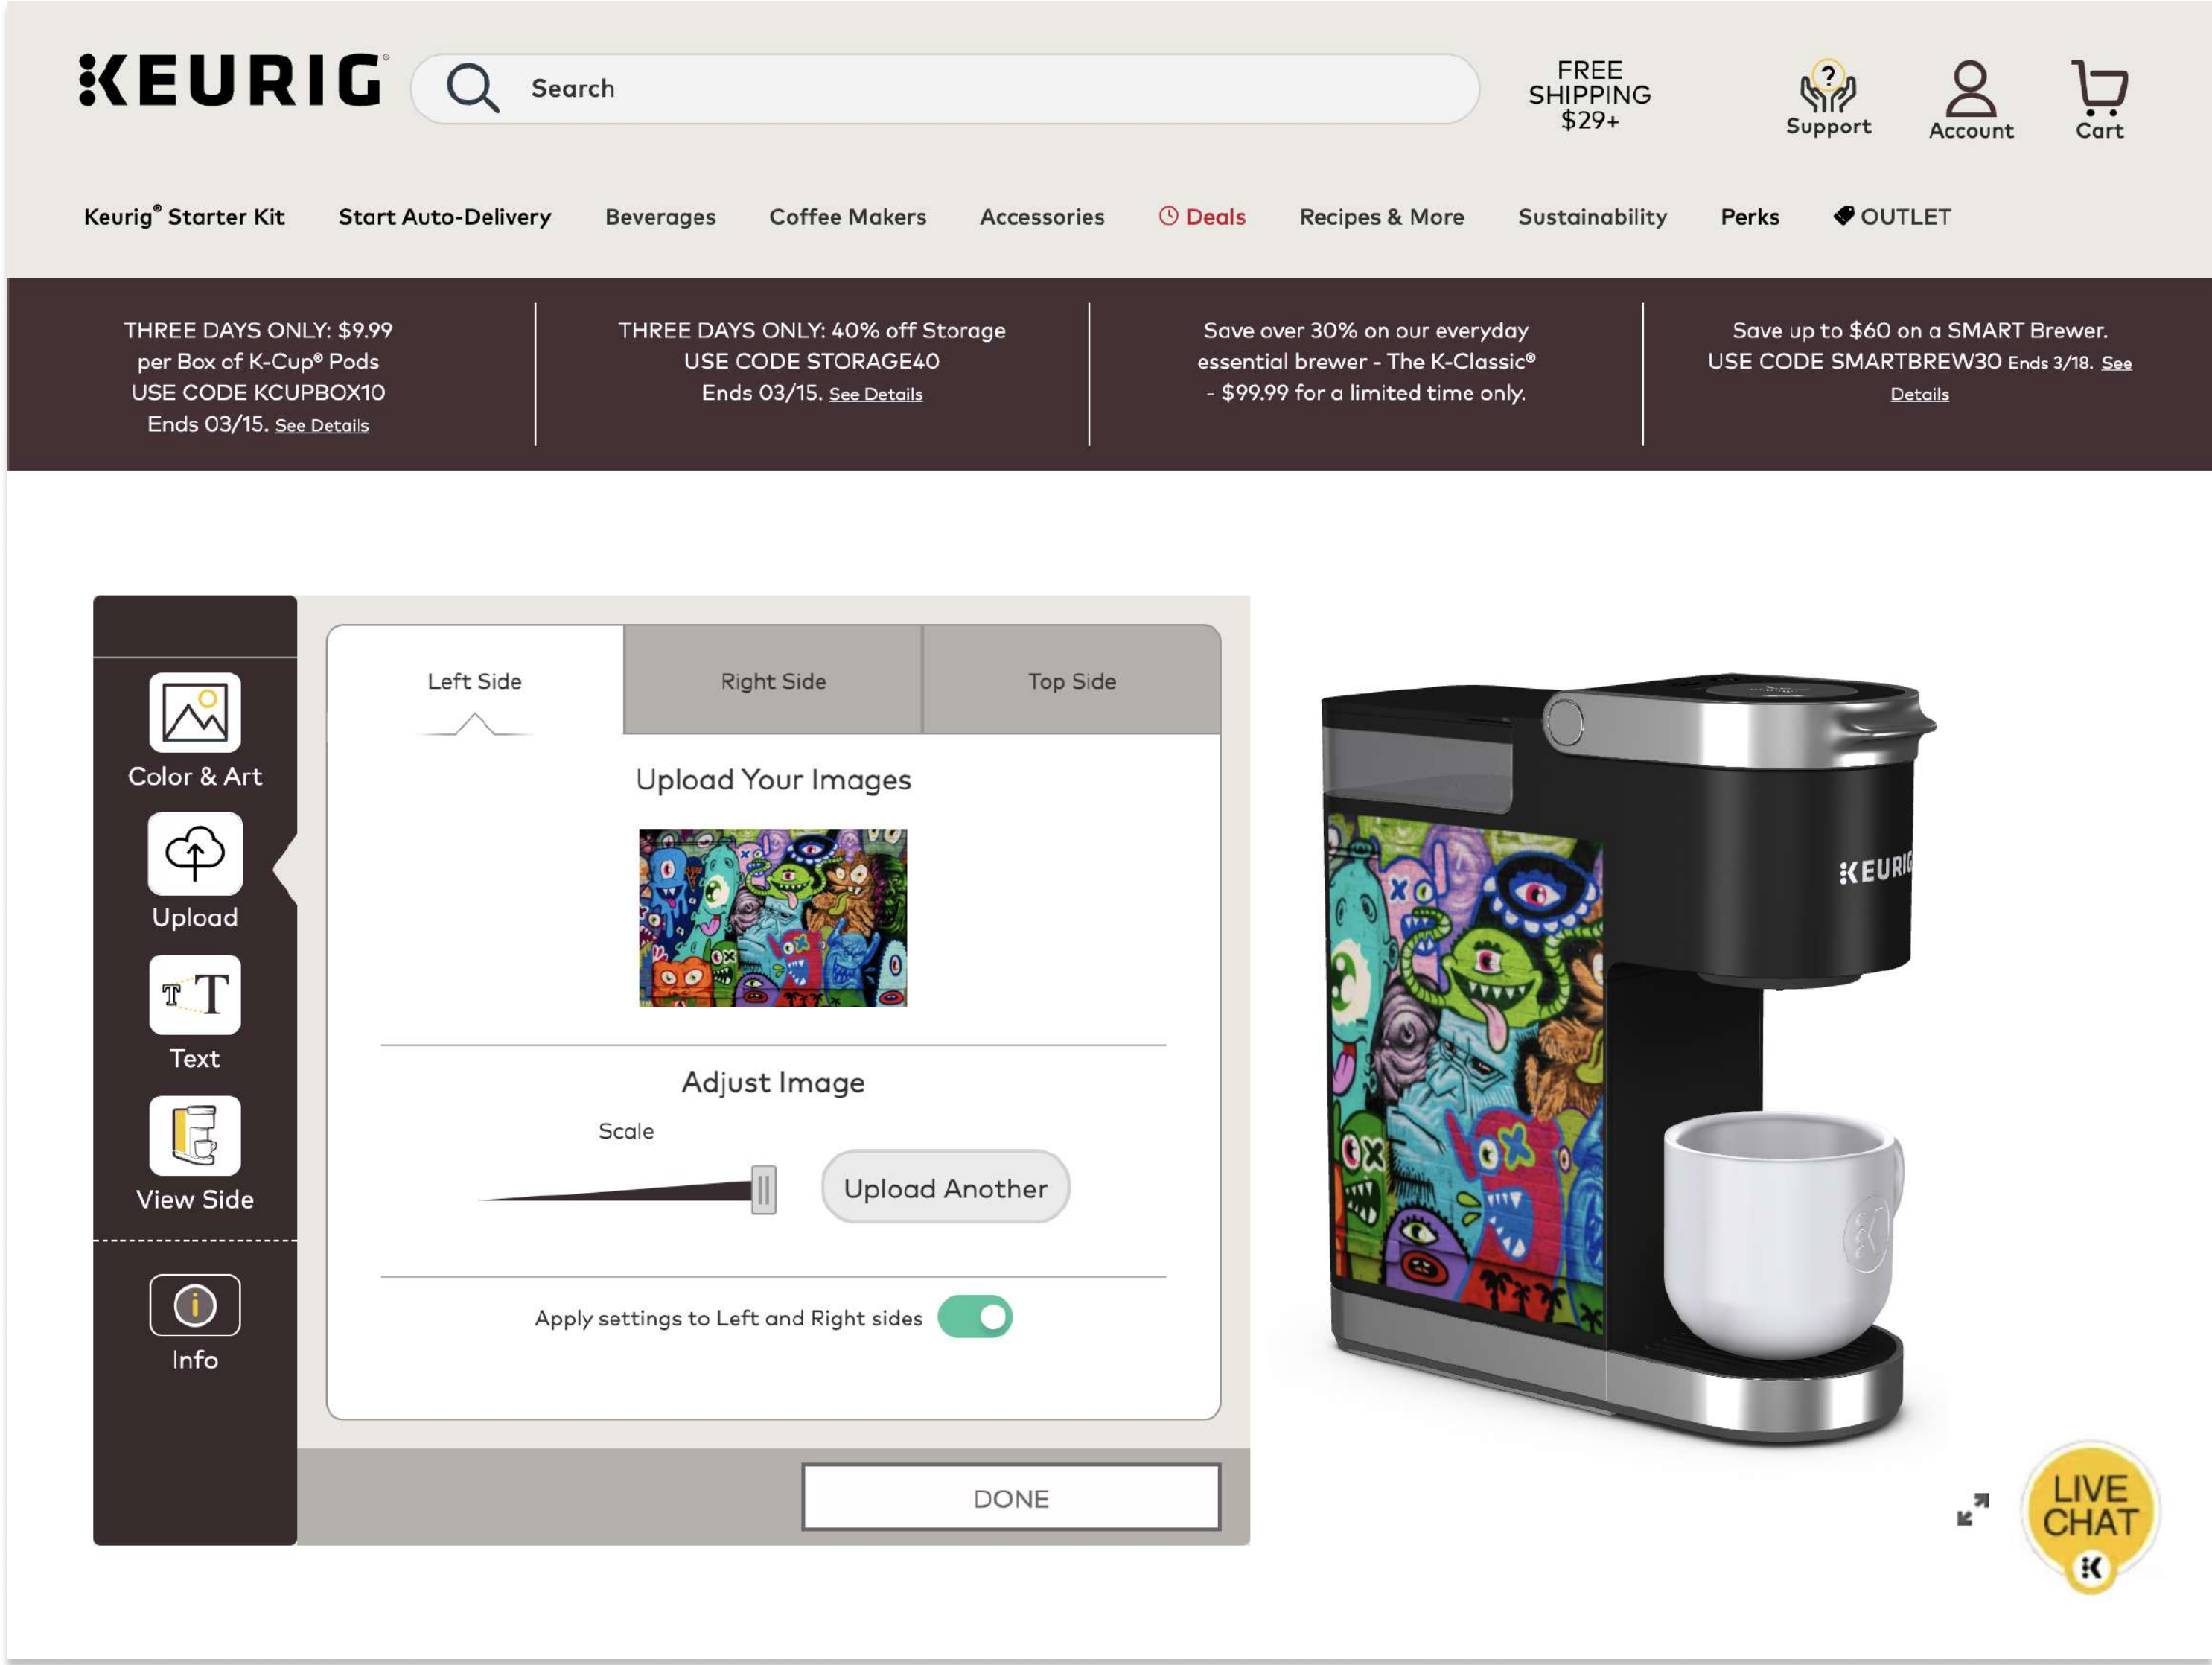 KEURIG®
Search
FREE
SHIPPING
$29+
Support
Account
Cart
Keurig® Starter Kit
Start Auto-Delivery
Beverages
Coffee Makers
Accessories
Deals
Recipes & More
Sustainability
Perks
OUTLET
THREE DAYS ONLY: $9.99
per Box of K-Cup® Pods
USE CODE KCUPBOX10
Ends 03/15. See Details
THREE DAYS ONLY: 40% off Storage
USE CODE STORAGE40
Ends 03/15. See Details
Save over 30% on our everyday
essential brewer - The K-Classic®
- $99.99 for a limited time only.
Save up to $60 on a SMART Brewer.
USE CODE SMARTBREW30 Ends 3/18. See
Details
Color & Art
Upload
Text
View Side
Info
Left Side
Right Side
Top Side
Upload Your Images
Adjust Image
Scale
Upload Another
Apply settings to Left and Right sides
DONE
KEURIG
LIVE
CHAT